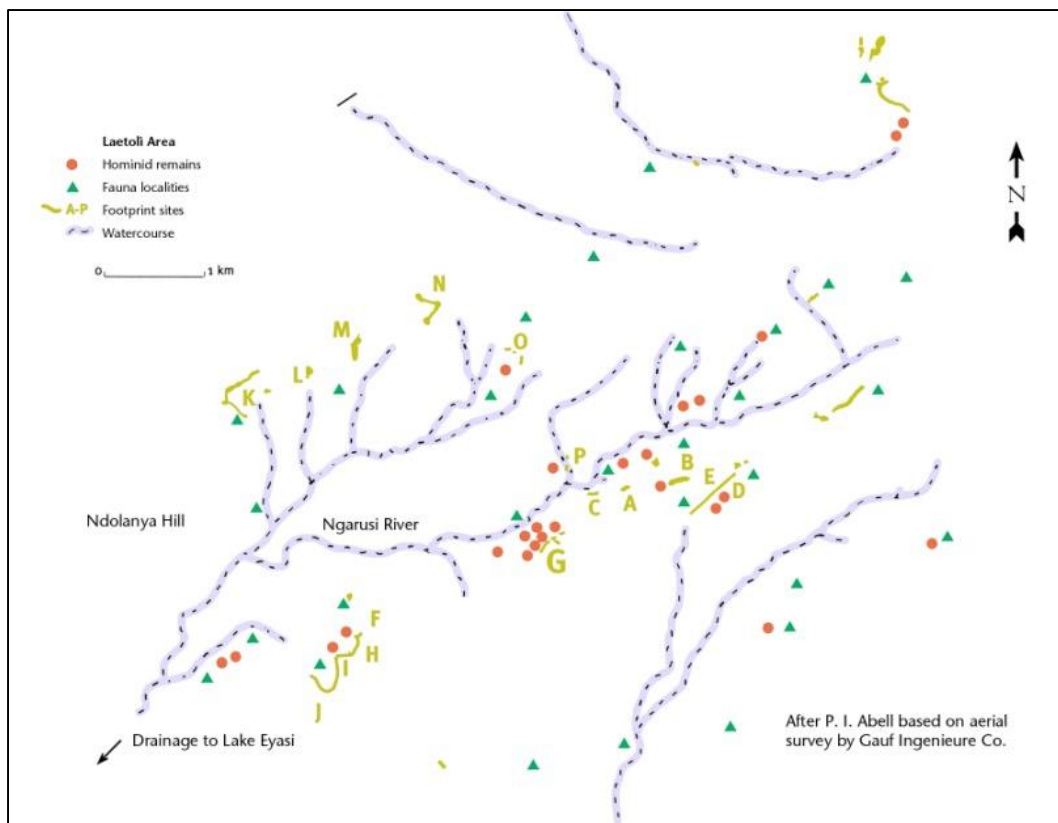 Laetoli Area
Hominid remains
Fauna localities
A-P Footprint sites
Watercourse
0 1 km
N
N
M
O
L
K
P
B
E
D
C
A
Ndolanya Hill
Ngarusi River
G
F
H
I
J
Drainage to Lake Eyasi
After P. I. Abell based on aerial
survey by Gauf Ingenieure Co.